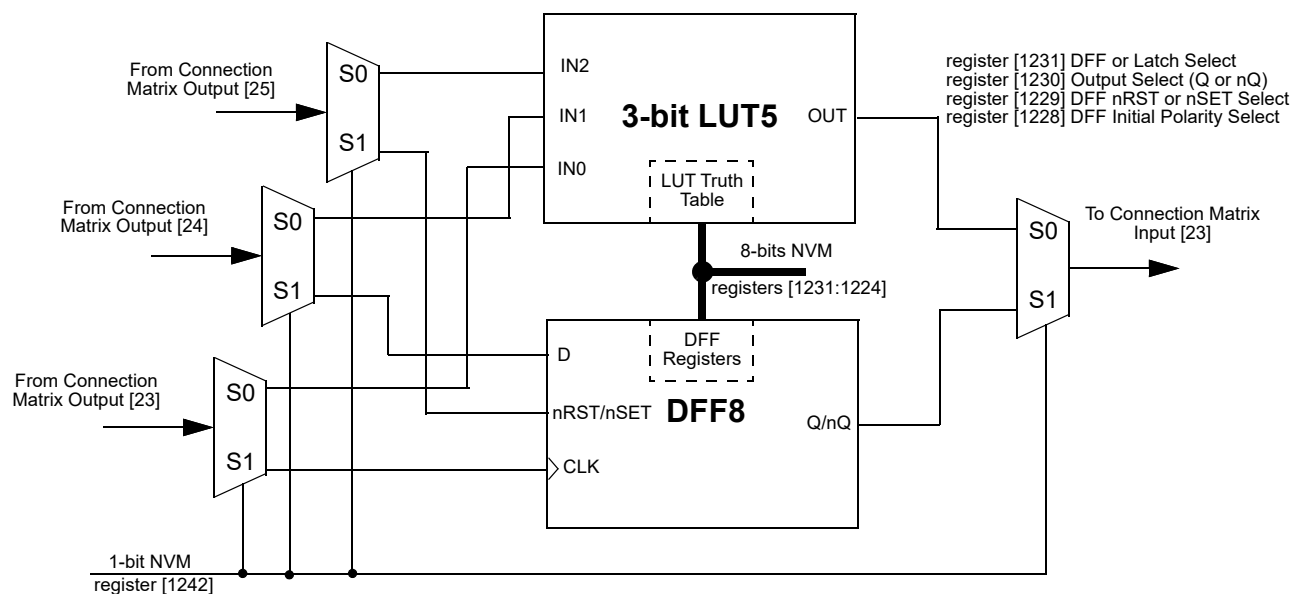 From Connection
Matrix Output [25]
S0
S1
IN2
IN1
IN0
3-bit LUT5
OUT
LUT Truth
Table
register [1231] DFF or Latch Select
register [1230] Output Select (Q or nQ)
register [1229] DFF nRST or nSET Select
register [1228] DFF Initial Polarity Select
From Connection
Matrix Output [24]
S0
S1
8-bits NVM
registers [1231:1224]
To Connection Matrix
Input [23]
S0
S1
From Connection
Matrix Output [23]
S0
S1
D
nRST/nSET
CLK
DFF
Registers
DFF8
Q/nQ
1-bit NVM
register [1242]